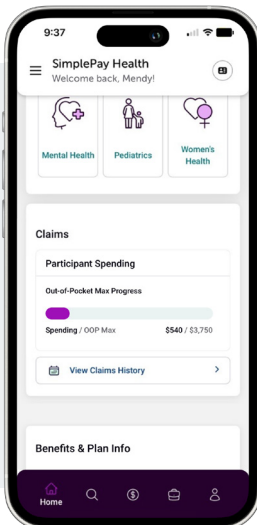 9:37
SimplePay Health
Welcome back, Mendy!
Mental Health
Pediatrics
Women's
Health
Claims
Participant Spending
Out-of-Pocket Max Progress
Spending / OOP Max $540 / $3,750
View Claims History
Benefits & Plan Info
Home